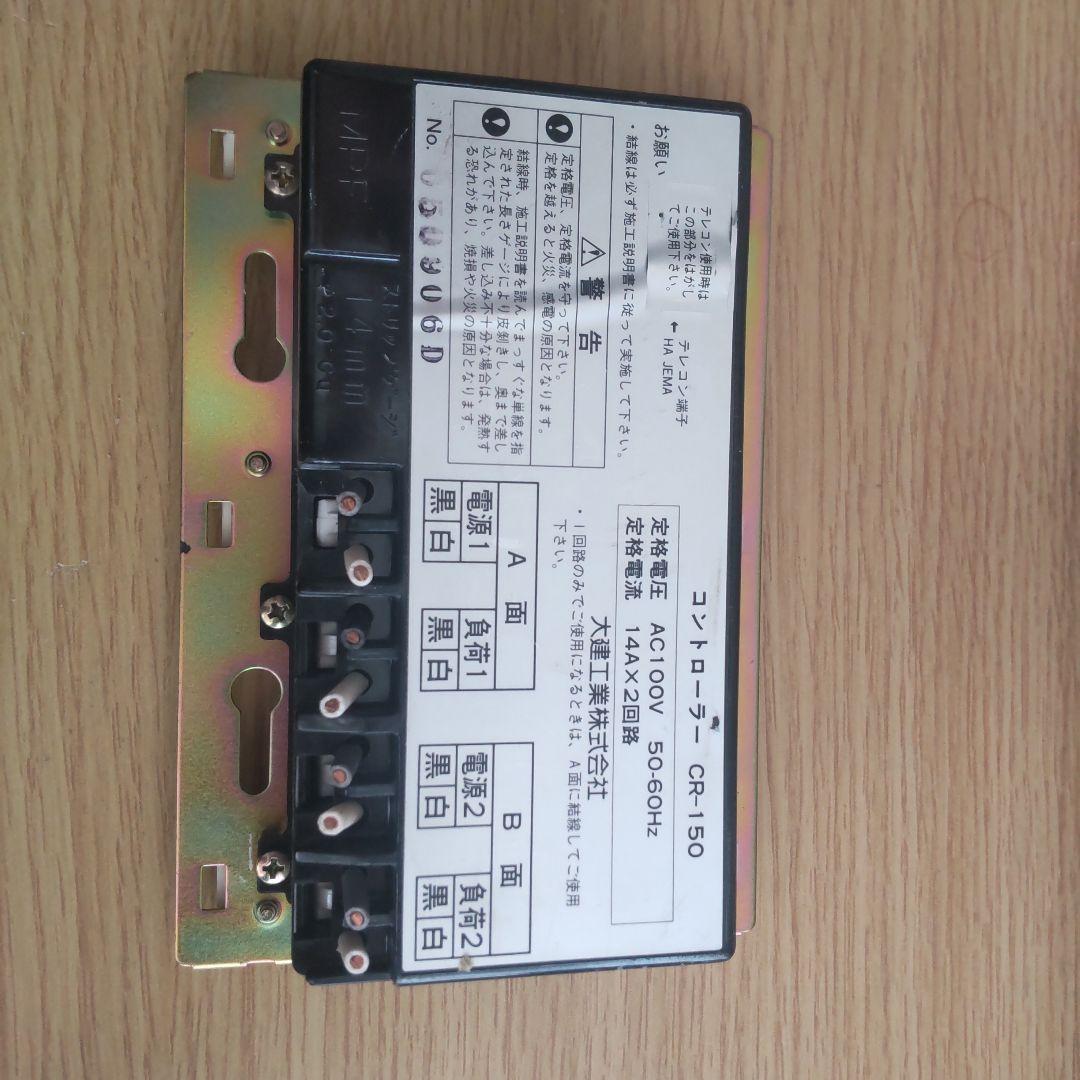 コントローラー CR-150
定格電圧 AC100V 50-60Hz
定格電流 14A×2回路
大建工業株式会社
・1回路のみでご使用になるときは、A面に結線してご使用
下さい。
A 面
電源1
黒 白
負荷1
黒 白
B 面
電源2
黒 白
負荷2
黒 白
テレコン使用時は
この部分をはがし
てご使用下さい。
← テレコン端子
HA JEMA
お願い
・結線は必ず施工説明書に従って実施して下さい。
警 告
定格電圧、定格電流を守って下さい。
定格を越えると火災、感電の原因となります。
結線時、施工説明書を読んでまっすぐな単線を指
定された長さゲージにより皮剥きし、奥まで差し
込んで下さい。差し込み不十分な場合は、発熱す
る恐れがあり、焼損や火災の原因となります。
No. 050906D
ストリップゲージ
14mm